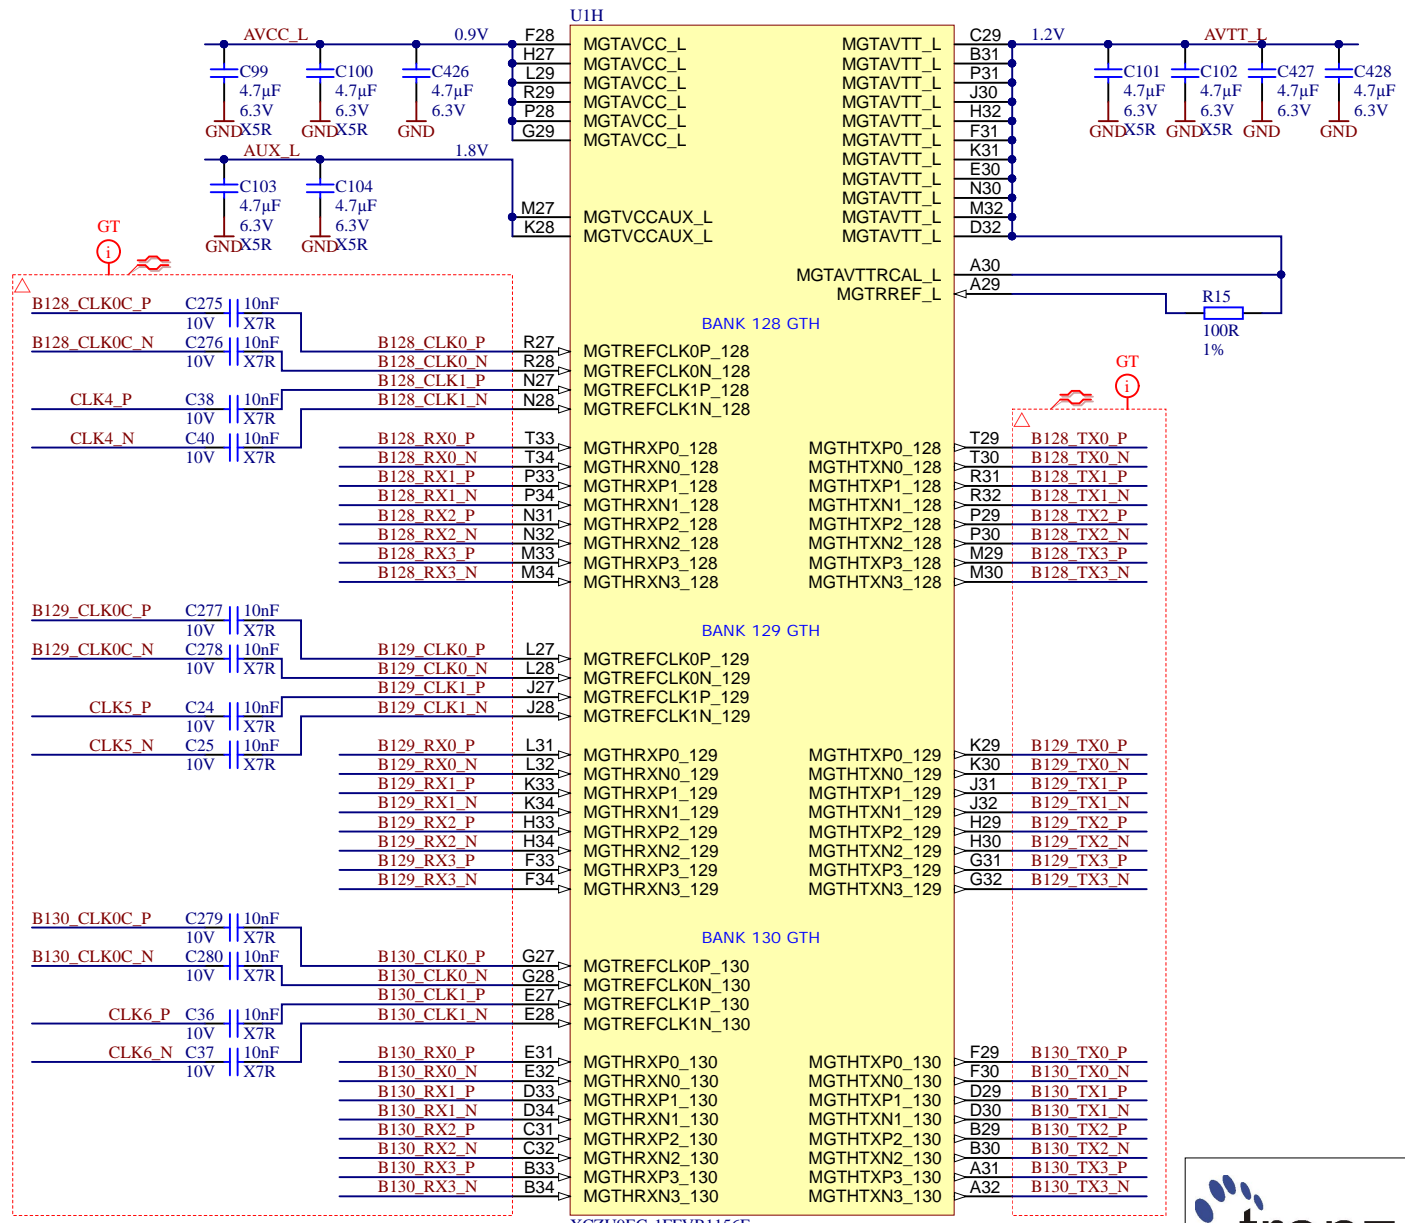 U1H
AVCC_L 0.9V
C99 4.7µF 6.3V X5R GND
C100 4.7µF 6.3V X5R GND
C426 4.7µF 6.3V GND
AUX_L 1.8V
C103 4.7µF 6.3V X5R GND
C104 4.7µF 6.3V X5R GND
F28 MGTAVCC_L
H27 MGTAVCC_L
L29 MGTAVCC_L
R29 MGTAVCC_L
P28 MGTAVCC_L
G29 MGTAVCC_L
M27 MGTVCCAUX_L
K28 MGTVCCAUX_L
MGTAVTT_L C29
MGTAVTT_L B31
MGTAVTT_L P31
MGTAVTT_L J30
MGTAVTT_L H32
MGTAVTT_L F31
MGTAVTT_L K31
MGTAVTT_L E30
MGTAVTT_L N30
MGTAVTT_L M32
MGTAVTT_L D32
1.2V AVTT_L
C101 4.7µF 6.3V X5R GND
C102 4.7µF 6.3V X5R GND
C427 4.7µF 6.3V GND
C428 4.7µF 6.3V GND
MGTAVTTRCAL_L A30
MGTRREF_L A29
R15
100R
1%
GT
i
BANK 128 GTH
B128_CLK0C_P C275 10nF 10V X7R
B128_CLK0C_N C276 10nF 10V X7R
CLK4_P C38 10nF 10V X7R
CLK4_N C40 10nF 10V X7R
B128_CLK0_P R27 MGTREFCLK0P_128
B128_CLK0_N R28 MGTREFCLK0N_128
B128_CLK1_P N27 MGTREFCLK1P_128
B128_CLK1_N N28 MGTREFCLK1N_128
GT
i
B128_RX0_P T33 MGTHRXP0_128 MGTHTXP0_128 T29 B128_TX0_P
B128_RX0_N T34 MGTHRXN0_128 MGTHTXN0_128 T30 B128_TX0_N
B128_RX1_P P33 MGTHRXP1_128 MGTHTXP1_128 R31 B128_TX1_P
B128_RX1_N P34 MGTHRXN1_128 MGTHTXN1_128 R32 B128_TX1_N
B128_RX2_P N31 MGTHRXP2_128 MGTHTXP2_128 P29 B128_TX2_P
B128_RX2_N N32 MGTHRXN2_128 MGTHTXN2_128 P30 B128_TX2_N
B128_RX3_P M33 MGTHRXP3_128 MGTHTXP3_128 M29 B128_TX3_P
B128_RX3_N M34 MGTHRXN3_128 MGTHTXN3_128 M30 B128_TX3_N
BANK 129 GTH
B129_CLK0C_P C277 10nF 10V X7R
B129_CLK0C_N C278 10nF 10V X7R
CLK5_P C24 10nF 10V X7R
CLK5_N C25 10nF 10V X7R
B129_CLK0_P L27 MGTREFCLK0P_129
B129_CLK0_N L28 MGTREFCLK0N_129
B129_CLK1_P J27 MGTREFCLK1P_129
B129_CLK1_N J28 MGTREFCLK1N_129
B129_RX0_P L31 MGTHRXP0_129 MGTHTXP0_129 K29 B129_TX0_P
B129_RX0_N L32 MGTHRXN0_129 MGTHTXN0_129 K30 B129_TX0_N
B129_RX1_P K33 MGTHRXP1_129 MGTHTXP1_129 J31 B129_TX1_P
B129_RX1_N K34 MGTHRXN1_129 MGTHTXN1_129 J32 B129_TX1_N
B129_RX2_P H33 MGTHRXP2_129 MGTHTXP2_129 H29 B129_TX2_P
B129_RX2_N H34 MGTHRXN2_129 MGTHTXN2_129 H30 B129_TX2_N
B129_RX3_P F33 MGTHRXP3_129 MGTHTXP3_129 G31 B129_TX3_P
B129_RX3_N F34 MGTHRXN3_129 MGTHTXN3_129 G32 B129_TX3_N
BANK 130 GTH
B130_CLK0C_P C279 10nF 10V X7R
B130_CLK0C_N C280 10nF 10V X7R
CLK6_P C36 10nF 10V X7R
CLK6_N C37 10nF 10V X7R
B130_CLK0_P G27 MGTREFCLK0P_130
B130_CLK0_N G28 MGTREFCLK0N_130
B130_CLK1_P E27 MGTREFCLK1P_130
B130_CLK1_N E28 MGTREFCLK1N_130
B130_RX0_P E31 MGTHRXP0_130 MGTHTXP0_130 F29 B130_TX0_P
B130_RX0_N E32 MGTHRXN0_130 MGTHTXN0_130 F30 B130_TX0_N
B130_RX1_P D33 MGTHRXP1_130 MGTHTXP1_130 D29 B130_TX1_P
B130_RX1_N D34 MGTHRXN1_130 MGTHTXN1_130 D30 B130_TX1_N
B130_RX2_P C31 MGTHRXP2_130 MGTHTXP2_130 B29 B130_TX2_P
B130_RX2_N C32 MGTHRXN2_130 MGTHTXN2_130 B30 B130_TX2_N
B130_RX3_P B33 MGTHRXP3_130 MGTHTXP3_130 A31 B130_TX3_P
B130_RX3_N B34 MGTHRXN3_130 MGTHTXN3_130 A32 B130_TX3_N